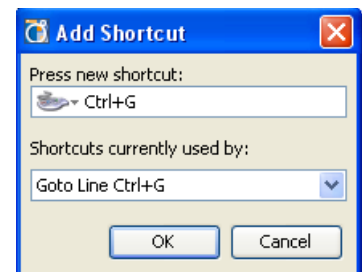 Add Shortcut
Press new shortcut:
Ctrl+G
Shortcuts currently used by:
Goto Line Ctrl+G
OK
Cancel